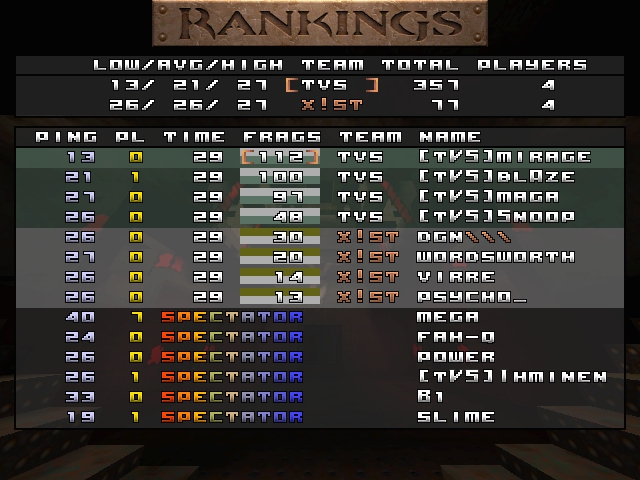 RANKINGS
LOW/AVG/HIGH TEAM TOTAL PLAYERS
13/ 21/ 27 [TVS ] 357 4
26/ 26/ 27 X!ST 77 4
PING PL TIME FRAGS TEAM NAME
13 0 29 [112] TVS [TVS]MIRAGE
21 1 29 100 TVS [TVS]BLAZE
27 0 29 97 TVS [TVS]MAGA
26 0 29 48 TVS [TVS]SNOOP
26 0 29 30 X!ST DGN\\\
27 0 29 20 X!ST WORDSWORTH
26 0 29 14 X!ST VIRRE
26 0 29 13 X!ST PSYCHO_
40 7 SPECTATOR MEGA
24 0 SPECTATOR FAH-Q
26 0 SPECTATOR POWER
26 1 SPECTATOR [TVS]IHMINEN
33 0 SPECTATOR B1
19 1 SPECTATOR SLIME